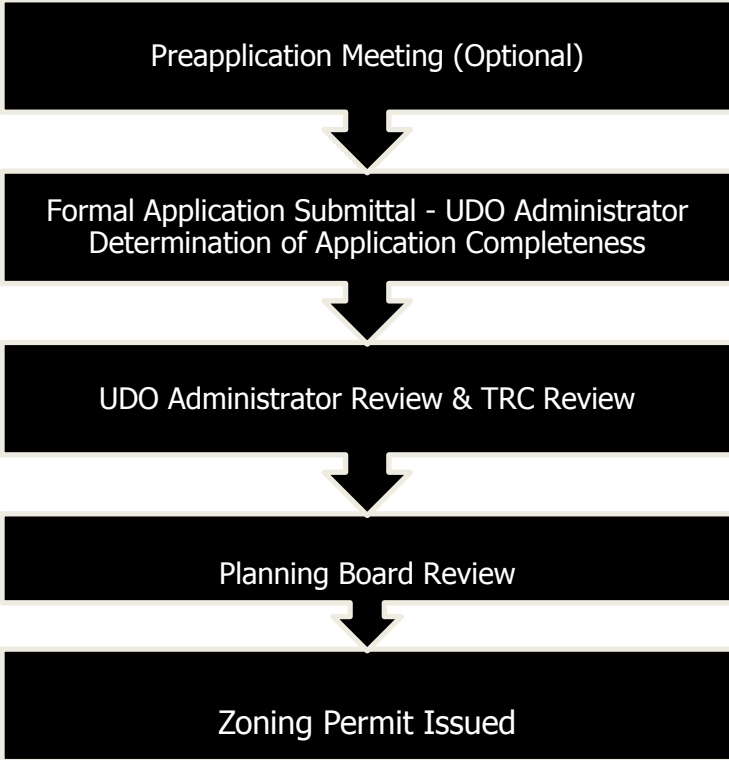 Preapplication Meeting (Optional)
Formal Application Submittal - UDO Administrator
Determination of Application Completeness
UDO Administrator Review & TRC Review
Planning Board Review
Zoning Permit Issued